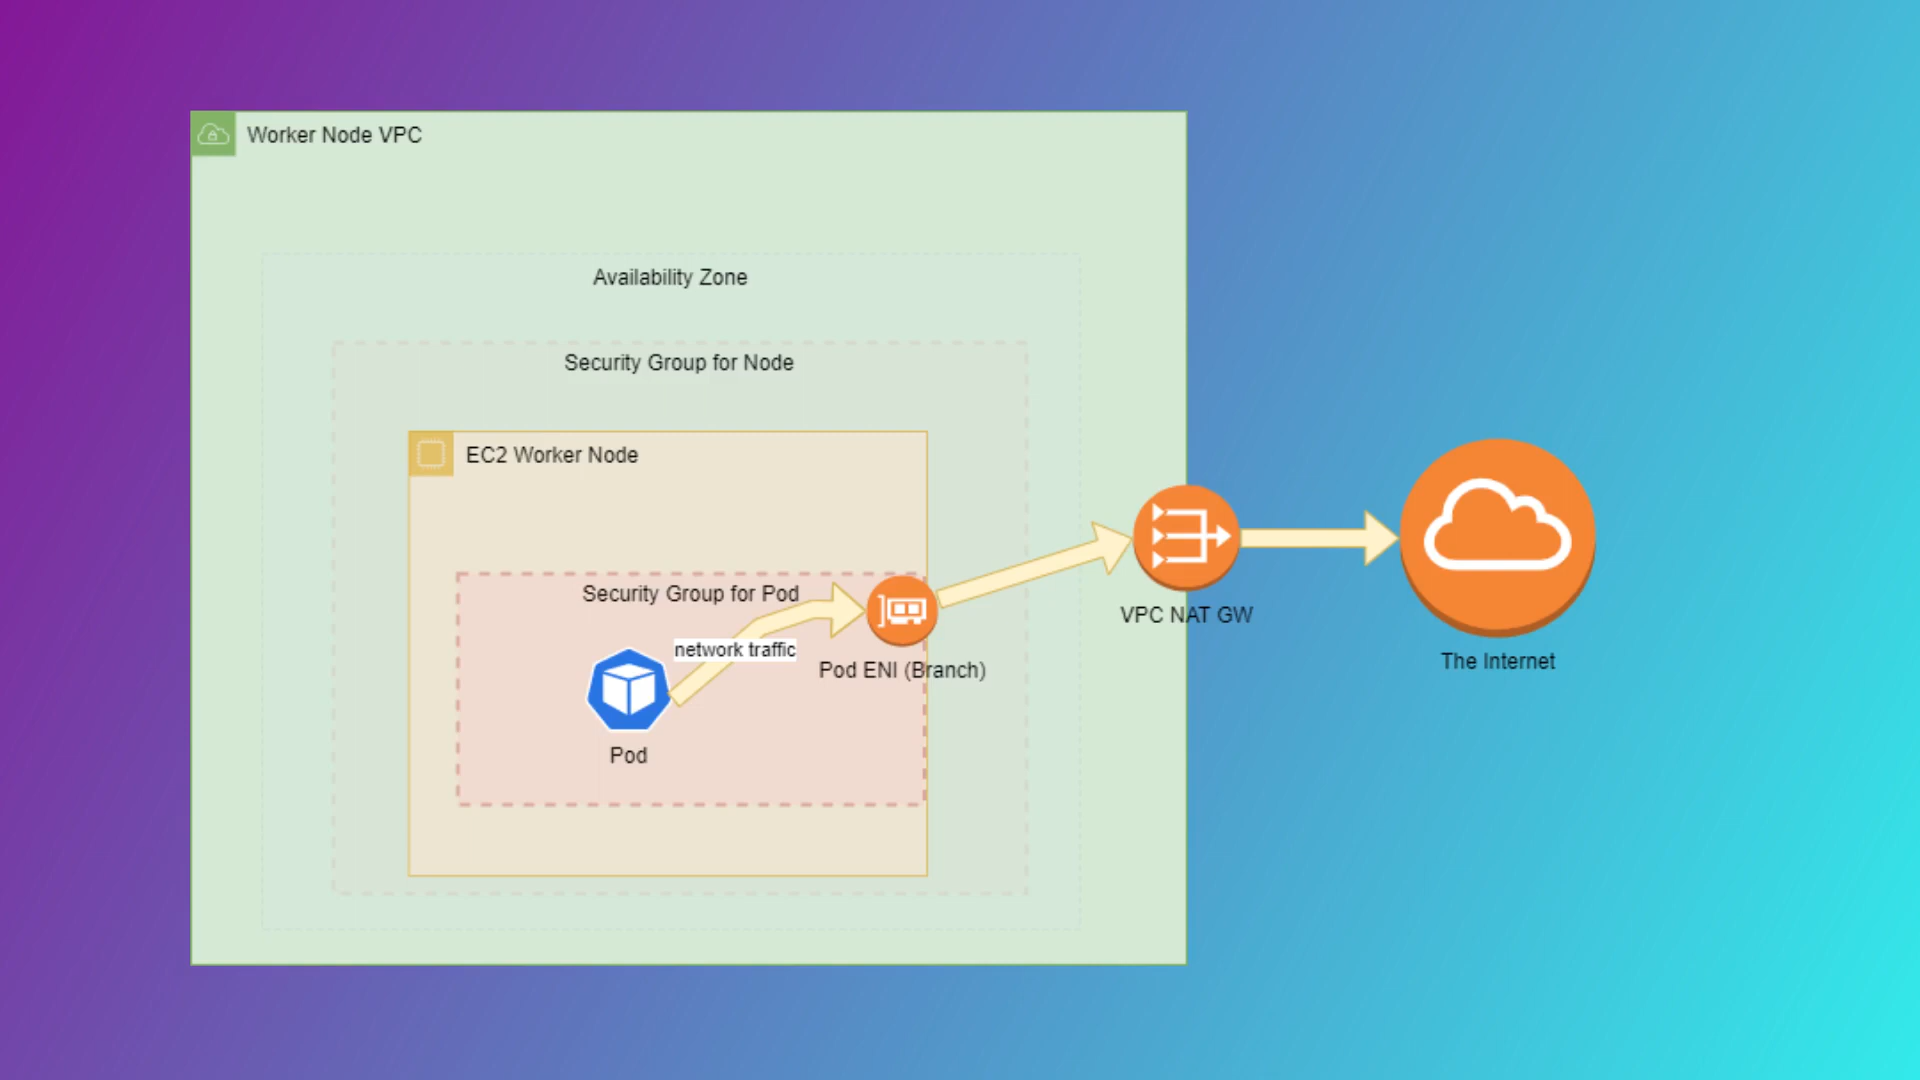 Worker Node VPC
Availability Zone
Security Group for Node
EC2 Worker Node
Security Group for Pod
network traffic
Pod ENI (Branch)
Pod
VPC NAT GW
The Internet